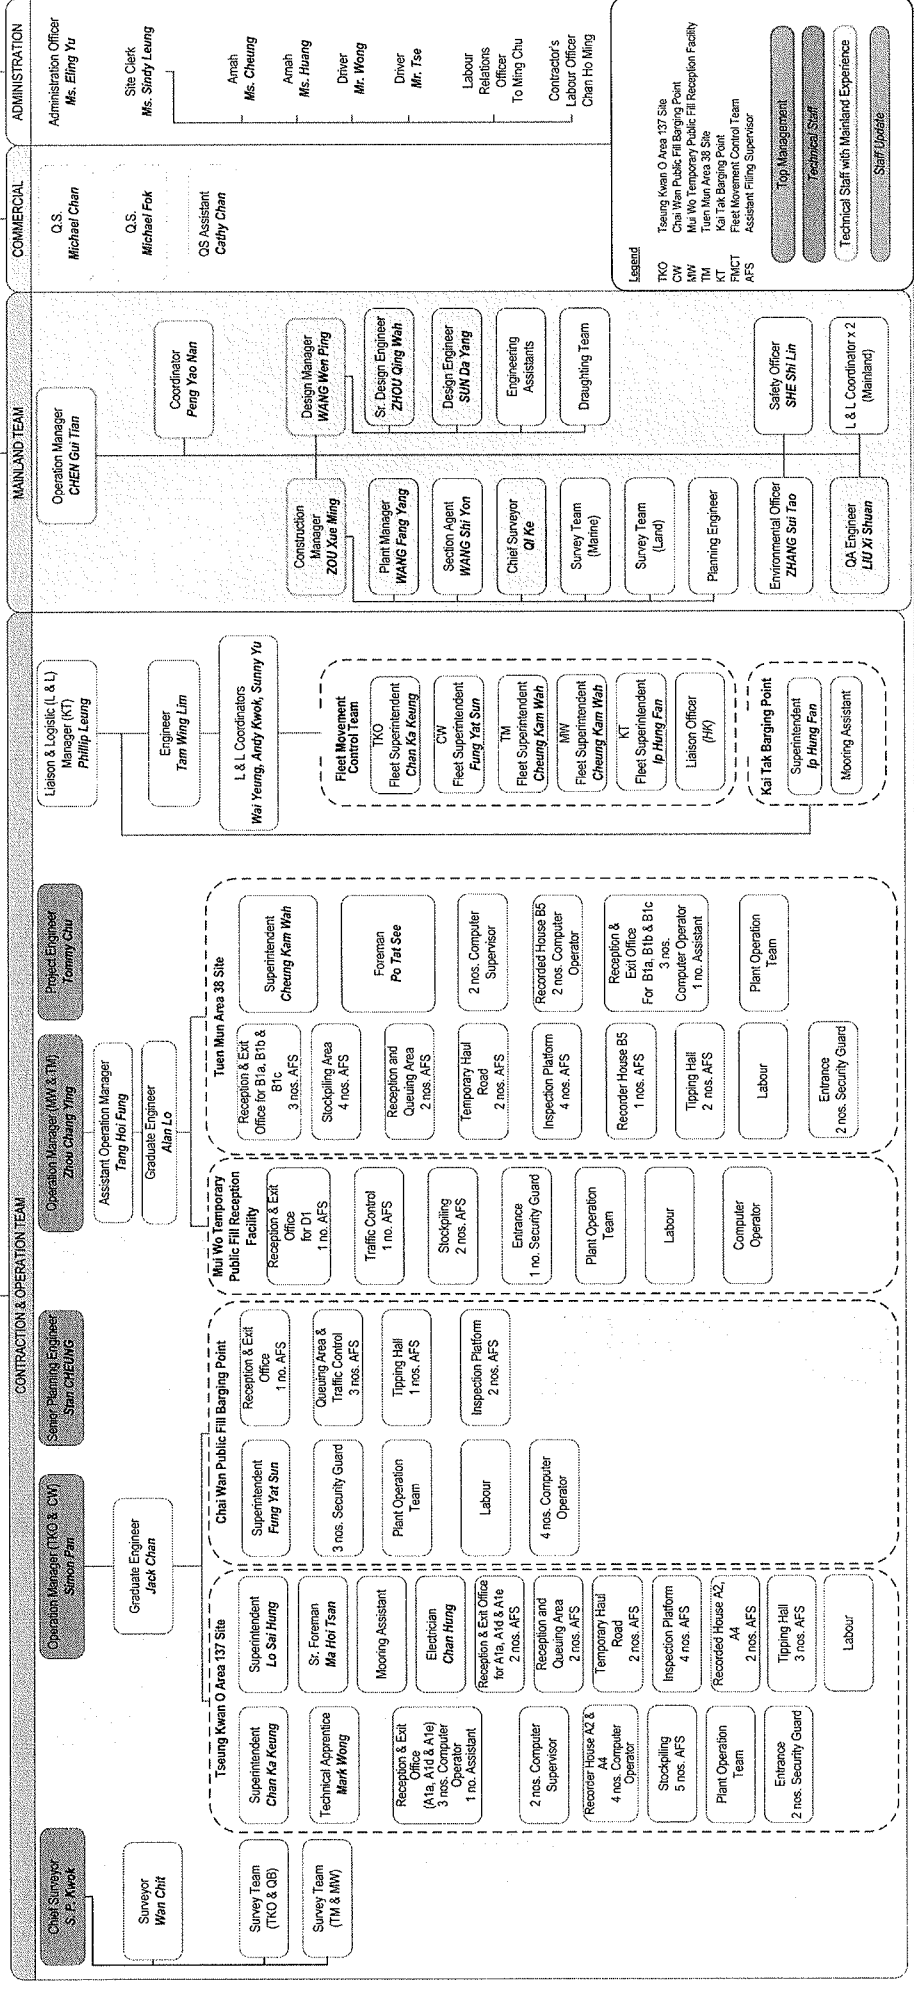 CONTRACTION & OPERATION TEAM
Chief Surveyor
S. P. Kwok
Surveyor
Wan Chit
Survey Team
(TKO & QB)
Survey Team
(TM & MW)
Operation Manager (TKO & CW)
Simon Pan
Graduate Engineer
Jack Chan
Senior Planning Engineer
Stan CHEUNG
Operation Manager (MW & TM)
Zhou Chang Ying
Assistant Operation Manager
Tang Hoi Fung
Graduate Engineer
Alan Lo
Project Engineer
Tommy Chu
Tseung Kwan O Area 137 Site
Superintendent
Chan Ka Keung
Technical Apprentice
Mark Wong
Reception & Exit
Office
(A1a, A1d & A1e)
3 nos. Computer
Operator
1 no. Assistant
2 nos. Computer
Supervisor
Recorder House A2 &
A4
4 nos. Computer
Operator
Stockpiling
5 nos. AFS
Plant Operation
Team
Entrance
2 nos. Security Guard
Superintendent
Lo Sai Hung
Sr. Foreman
Ma Hoi Tsan
Mooring Assistant
Electrician
Chan Hung
Reception & Exit Office
for A1a, A1d & A1e
2 nos. AFS
Reception and
Queuing Area
2 nos. AFS
Temporary Haul
Road
2 nos. AFS
Inspection Platform
4 nos. AFS
Recorded House A2,
A4
2 nos. AFS
Tipping Hall
3 nos. AFS
Labour
Chai Wan Public Fill Barging Point
Superintendent
Fung Yat Sun
3 nos. Security Guard
Plant Operation
Team
Labour
4 nos. Computer
Operator
Reception & Exit
Office
1 no. AFS
Queuing Area &
Traffic Control
3 nos. AFS
Tipping Hall
1 nos. AFS
Inspection Platform
2 nos. AFS
Mui Wo Temporary
Public Fill Reception
Facility
Reception & Exit
Office
for D1
1 no. AFS
Traffic Control
1 no. AFS
Stockpiling
2 nos. AFS
Entrance
1 no. Security Guard
Plant Operation
Team
Labour
Computer
Operator
Tuen Mun Area 38 Site
Reception & Exit
Office for B1a, B1b &
B1c
3 nos. AFS
Stockpiling Area
4 nos. AFS
Reception and
Queuing Area
2 nos. AFS
Temporary Haul
Road
2 nos. AFS
Inspection Platform
4 nos. AFS
Recorder House B5
1 nos. AFS
Tipping Hall
2 nos. AFS
Labour
Entrance
2 nos. Security Guard
Superintendent
Cheung Kam Wah
Foreman
Po Tat See
2 nos. Computer
Supervisor
Recorded House B5
2 nos. Computer
Operator
Reception &
Exit Office
For B1a, B1b & B1c
3 nos.
Computer Operator
1 no. Assistant
Plant Operation
Team
Liaison & Logistic (L & L)
Manager (KT)
Phillip Leung
Engineer
Tam Wing Lim
L & L Coordinators
Wai Yeung, Andy Kwok, Sunny Yu
Fleet Movement
Control Team
TKO
Fleet Superintendent
Chan Ka Keung
CW
Fleet Superintendent
Fung Yat Sun
TM
Fleet Superintendent
Cheung Kam Wah
MW
Fleet Superintendent
Cheung Kam Wah
KT
Fleet Superintendent
Ip Hung Fan
Liaison Officer
(HK)
Kai Tak Barging Point
Superintendent
Ip Hung Fan
Mooring Assistant
MAINLAND TEAM
Operation Manager
CHEN Gui Tian
Coordinator
Peng Yao Nan
Construction
Manager
ZOU Xue Ming
Plant Manager
WANG Fang Yang
Section Agent
WANG Shi Yon
Chief Surveyor
QI Ke
Survey Team
(Marine)
Survey Team
(Land)
Planning Engineer
Environmental Officer
ZHANG Sui Tao
QA Engineer
LIU Xi Shuan
Design Manager
WANG Wen Ping
Sr. Design Engineer
ZHOU Qing Wah
Design Engineer
SUN Da Yang
Engineering
Assistants
Draughting Team
Safety Officer
SHE Shi Lin
L & L Coordinator x 2
(Mainland)
COMMERCIAL
Q.S.
Michael Chan
Q.S.
Michael Fok
QS Assistant
Cathy Chan
ADMINISTRATION
Administration Officer
Ms. Eling Yu
Site Clerk
Ms. Sindy Leung
Amah
Ms. Cheung
Amah
Ms. Huang
Driver
Mr. Wong
Driver
Mr. Tse
Labour
Relations
Officer
To Ming Chu
Contractor's
Labour Officer
Chan Ho Ming
Legend
TKO Tseung Kwan O Area 137 Site
CW Chai Wan Public Fill Barging Point
MW Mui Wo Temporary Public Fill Reception Facility
TM Tuen Mun Area 38 Site
KT Kai Tak Barging Point
FMCT Fleet Movement Control Team
AFS Assistant Filing Supervisor
Top Management
Technical Staff
Technical Staff with Mainland Experience
Staff Update